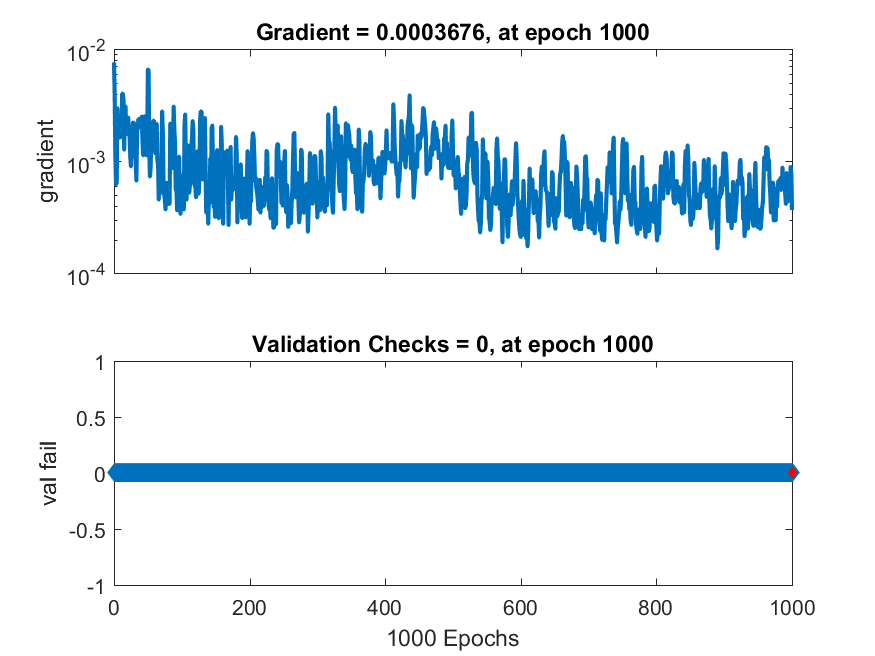 Gradient = 0.0003676, at epoch 1000
10-2
10-3
10-4
gradient
Validation Checks = 0, at epoch 1000
1
0.5
0
-0.5
-1
val fail
0 200 400 600 800 1000
1000 Epochs